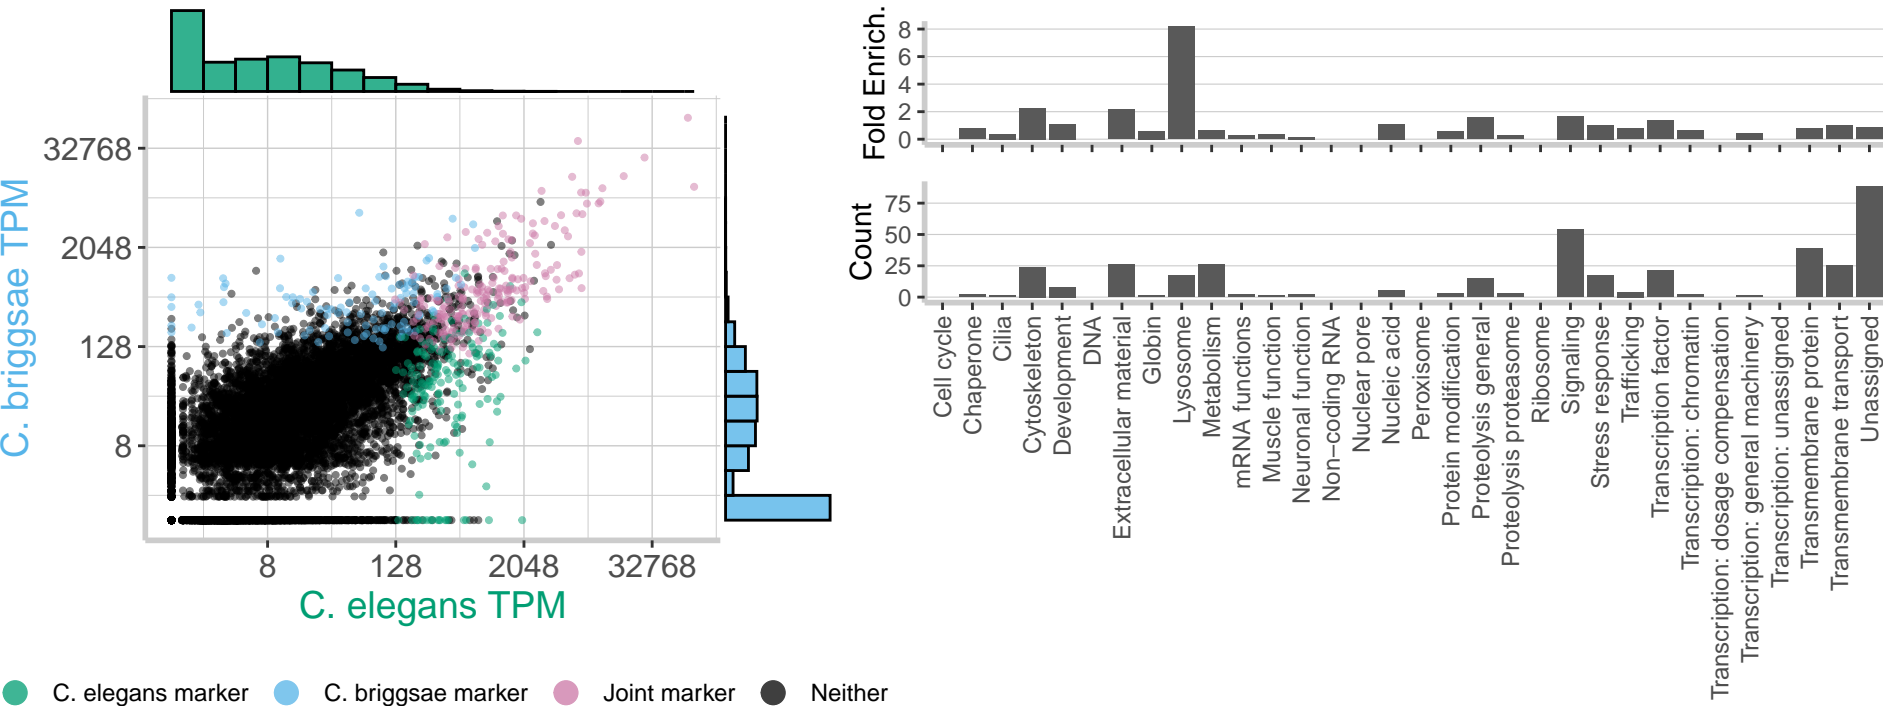 32768
2048
128
8
C. briggsae TPM
8
128
2048
32768
C. elegans TPM
C. elegans marker
C. briggsae marker
Joint marker
Neither
Fold Enrich.
8
6
4
2
0
Count
75
50
25
0
Cell cycle
Chaperone
Cilia
Cytoskeleton
Development
DNA
Extracellular material
Globin
Lysosome
Metabolism
mRNA functions
Muscle function
Neuronal function
Non−coding RNA
Nuclear pore
Nucleic acid
Peroxisome
Protein modification
Proteolysis general
Proteolysis proteasome
Ribosome
Signaling
Stress response
Trafficking
Transcription factor
Transcription: chromatin
Transcription: dosage compensation
Transcription: general machinery
Transcription: unassigned
Transmembrane protein
Transmembrane transport
Unassigned